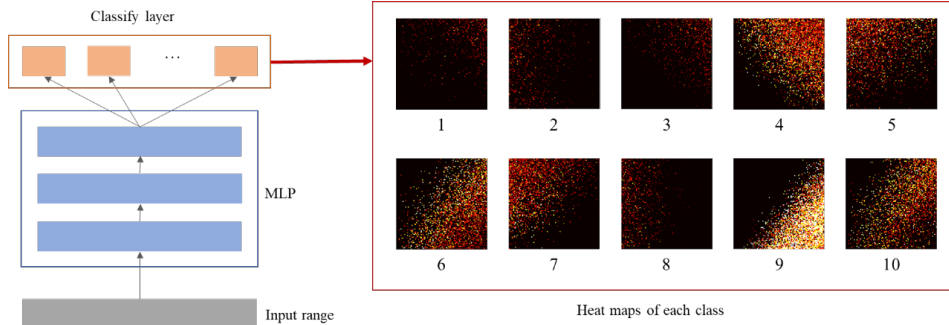 Classify layer
...
1 2 3 4 5
MLP
6 7 8 9 10
Input range
Heat maps of each class